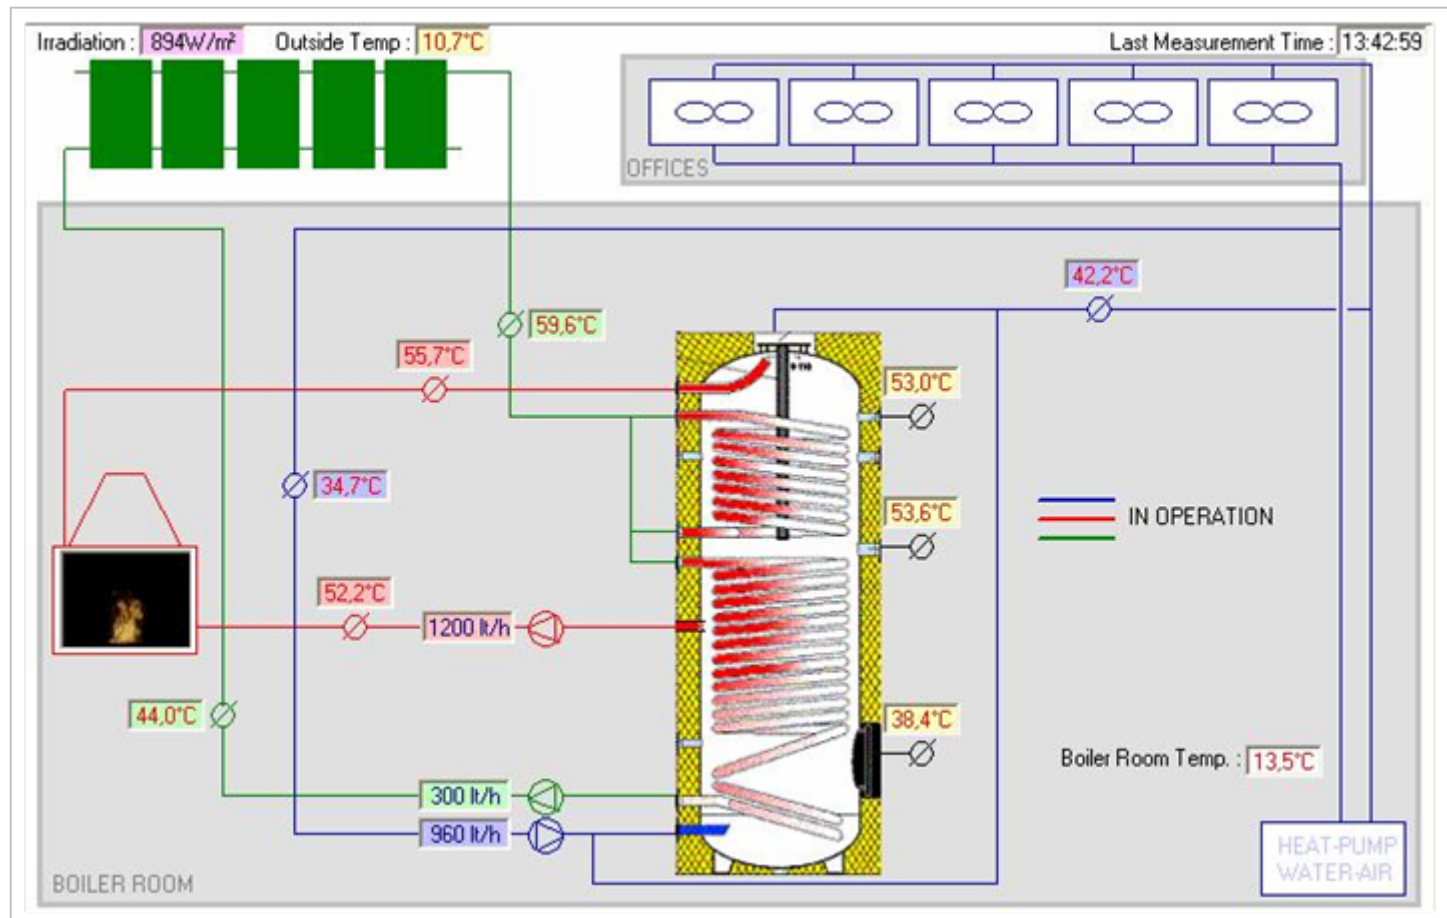 Irradiation : 894W/m² Outside Temp : 10,7°C Last Measurement Time : 13:42:59
OFFICES
42,2°C
59,6°C
55,7°C
53,0°C
34,7°C
53,6°C
IN OPERATION
52,2°C
1200 lt/h
44,0°C
38,4°C
Boiler Room Temp. : 13,5°C
300 lt/h
960 lt/h
HEAT-PUMP
WATER-AIR
BOILER ROOM